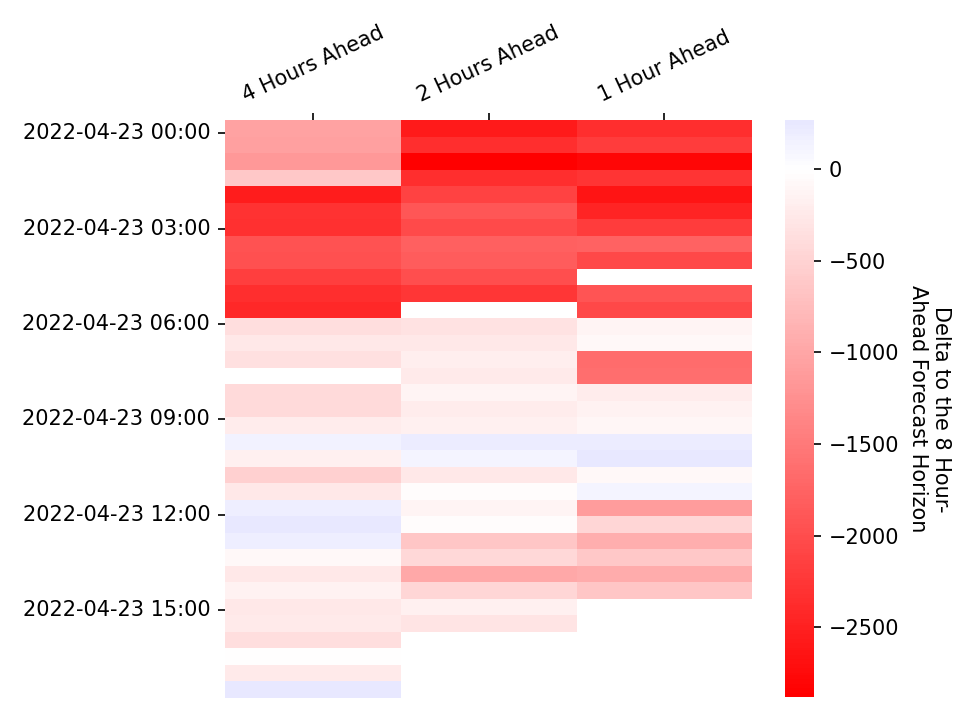 4 Hours Ahead
2 Hours Ahead
1 Hour Ahead
2022-04-23 00:00
2022-04-23 03:00
2022-04-23 06:00
2022-04-23 09:00
2022-04-23 12:00
2022-04-23 15:00
0
−500
−1000
−1500
−2000
−2500
Delta to the 8 Hour-
Ahead Forecast Horizon